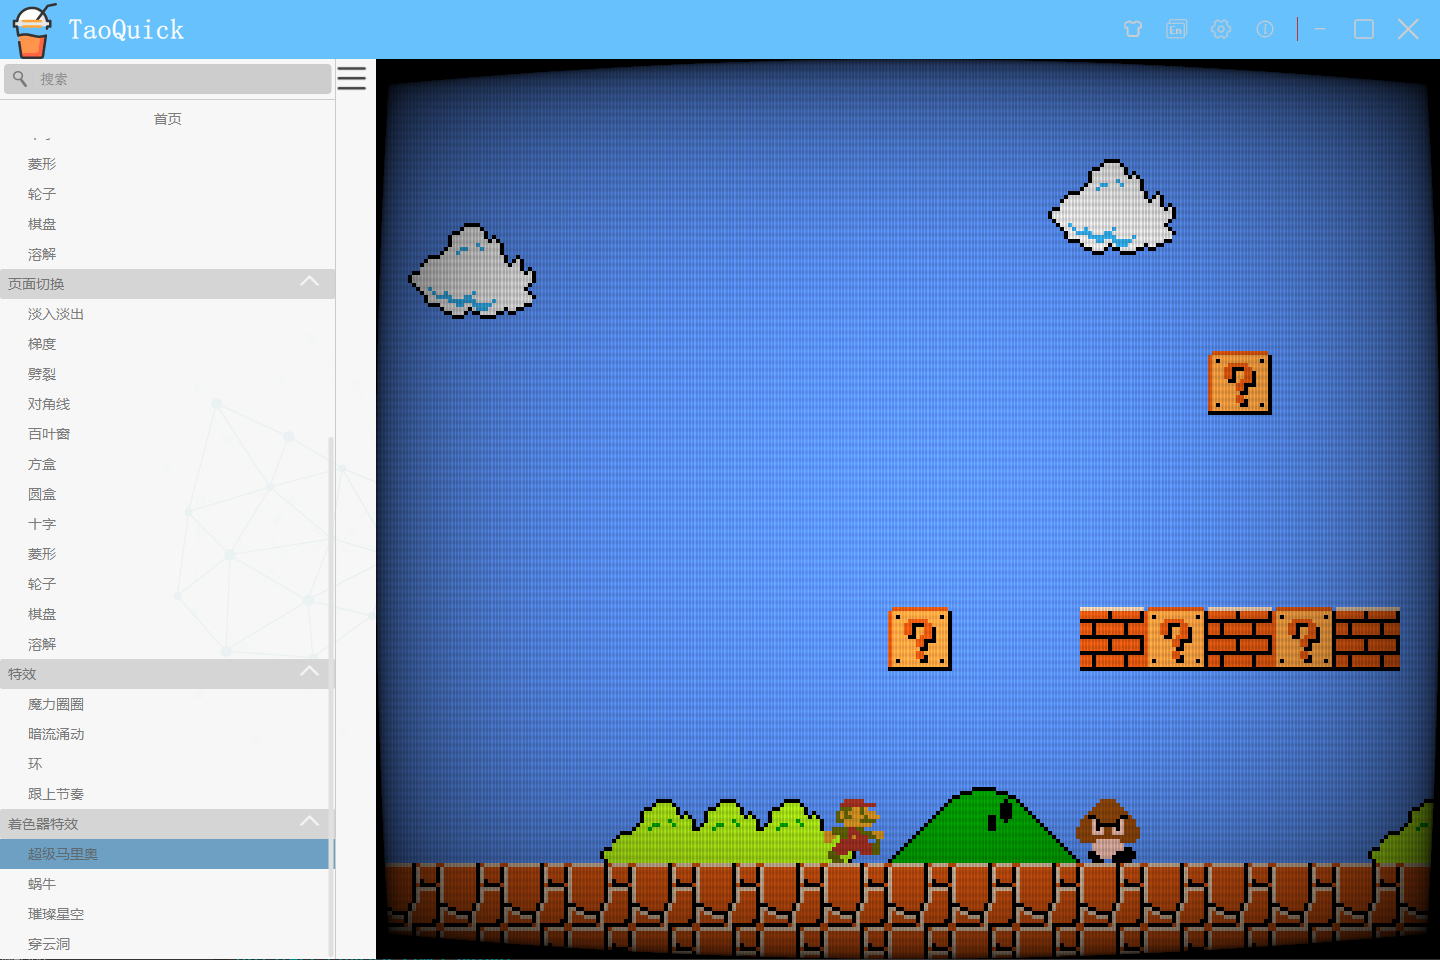 TaoQuick
En
搜索
首页
菱形
轮子
棋盘
溶解
页面切换
淡入淡出
梯度
劈裂
对角线
百叶窗
方盒
圆盒
十字
菱形
轮子
棋盘
溶解
特效
魔力圈圈
暗流涌动
环
跟上节奏
着色器特效
超级马里奥
蜗牛
璀璨星空
穿云洞
?
?
? ?